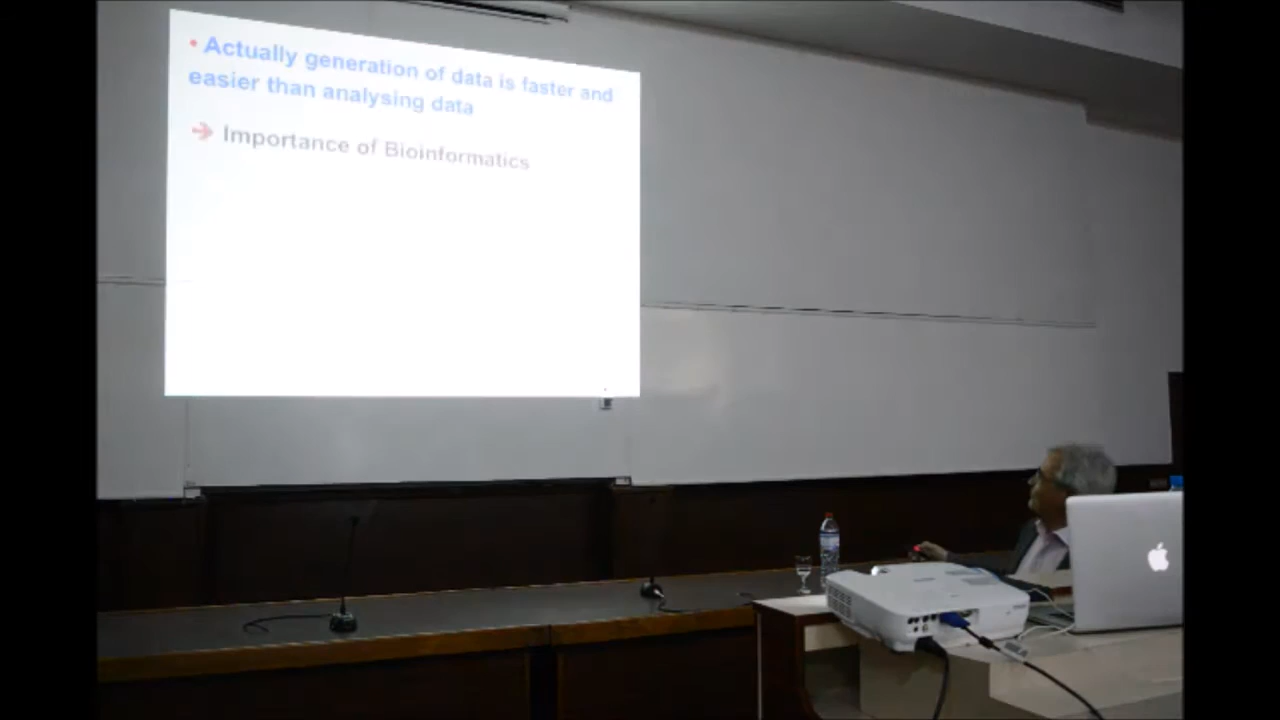 • Actually generation of data is faster and
easier than analysing data
➔ Importance of Bioinformatics